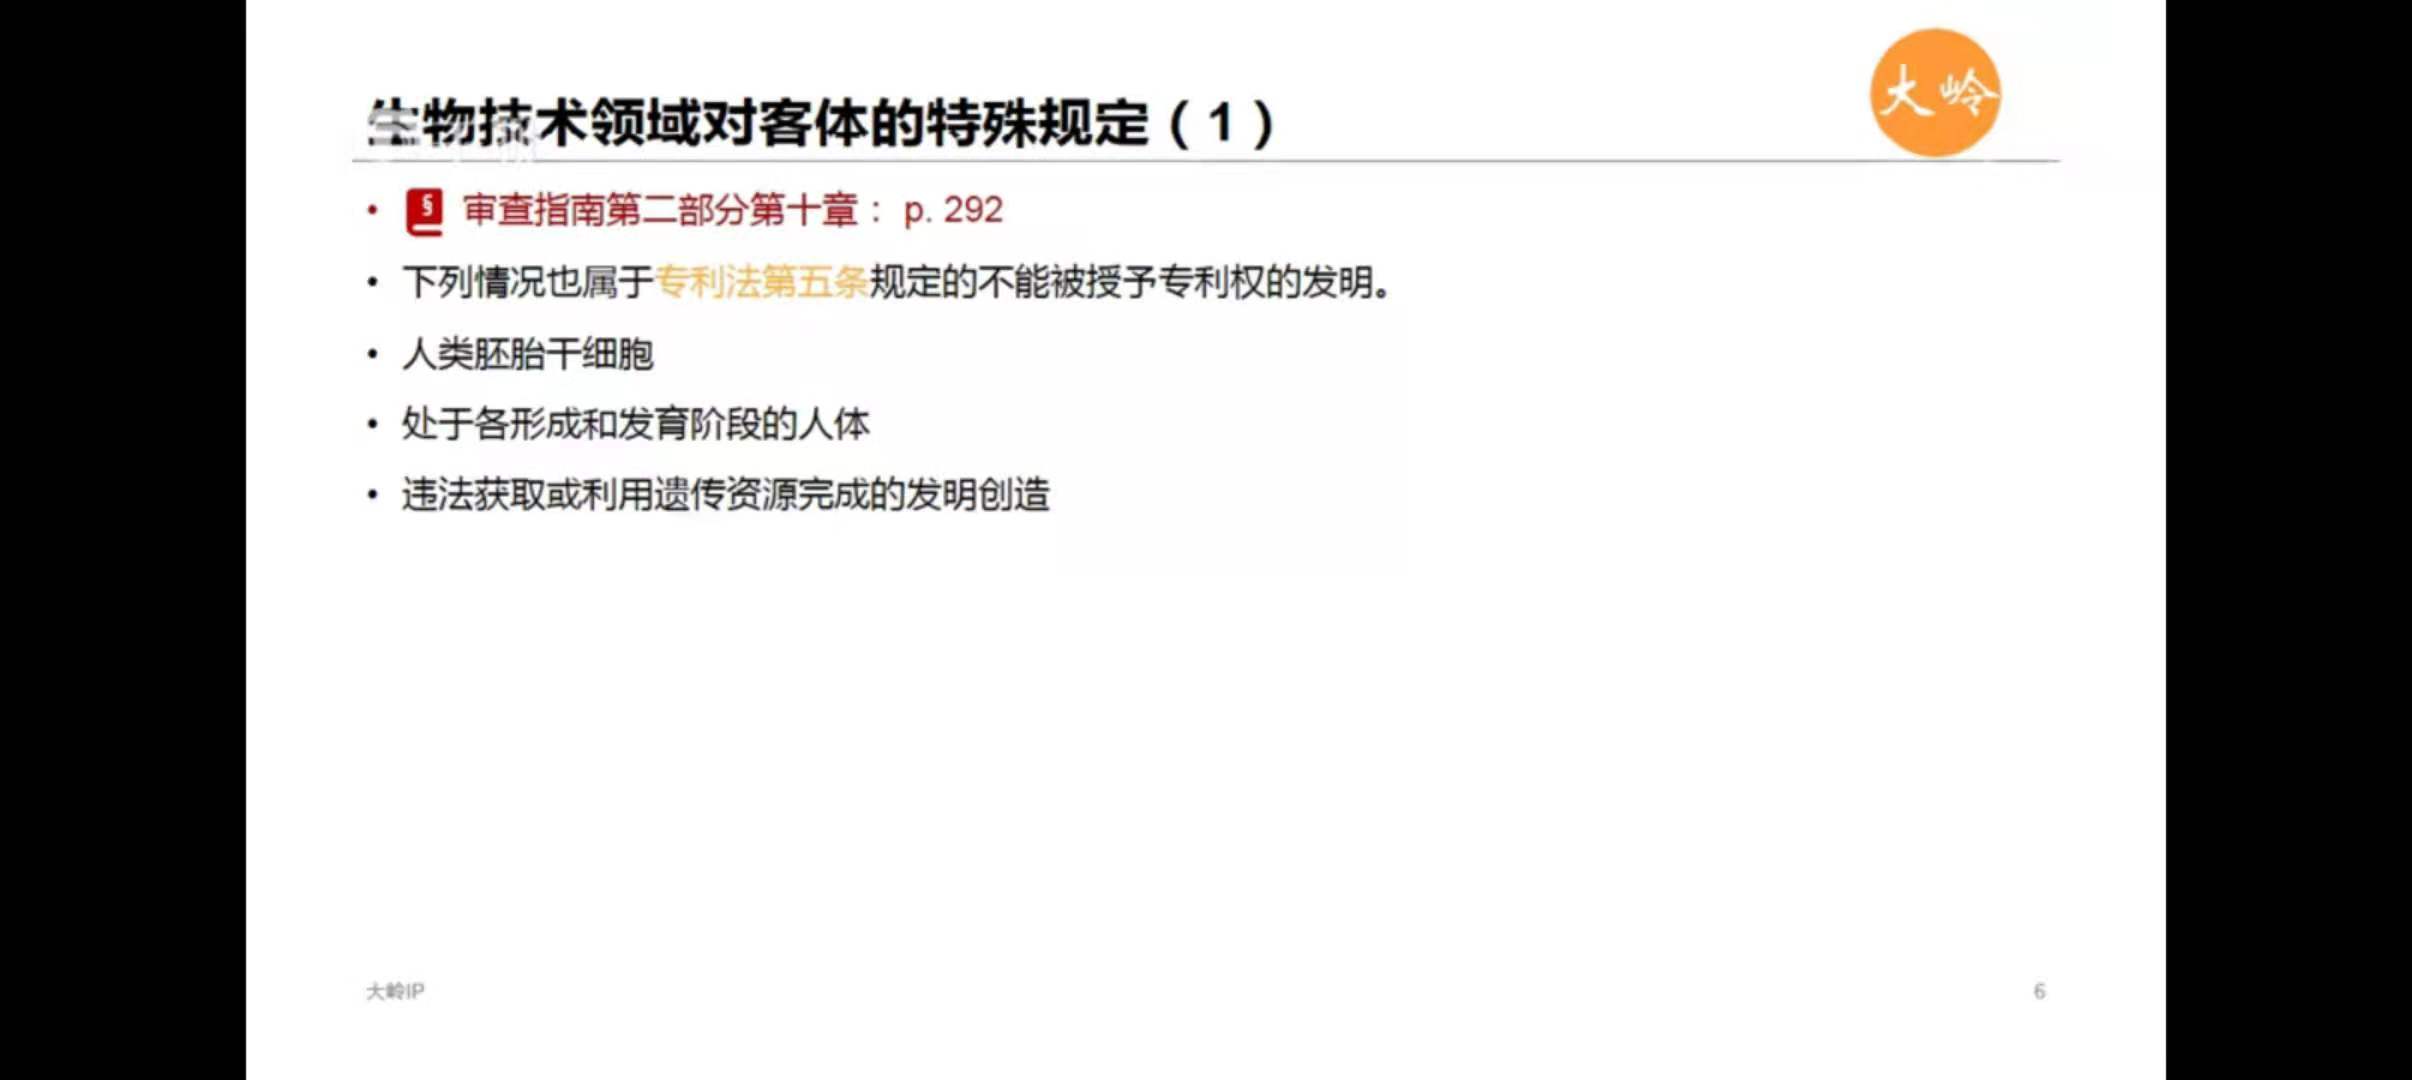 大岭
生物技术领域对客体的特殊规定（1）
• § 审查指南第二部分第十章： p. 292
• 下列情况也属于专利法第五条规定的不能被授予专利权的发明。
• 人类胚胎干细胞
• 处于各形成和发育阶段的人体
• 违法获取或利用遗传资源完成的发明创造
大岭IP
6